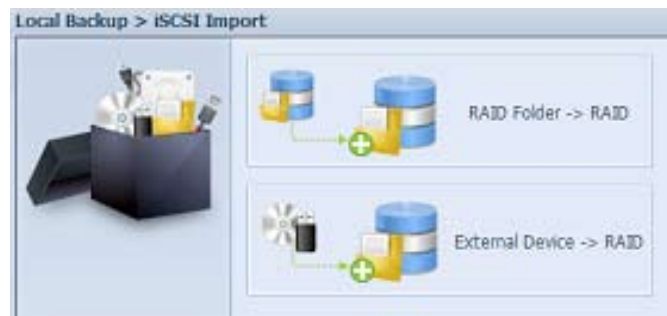 Local Backup > iSCSI Import
RAID Folder -> RAID
External Device -> RAID